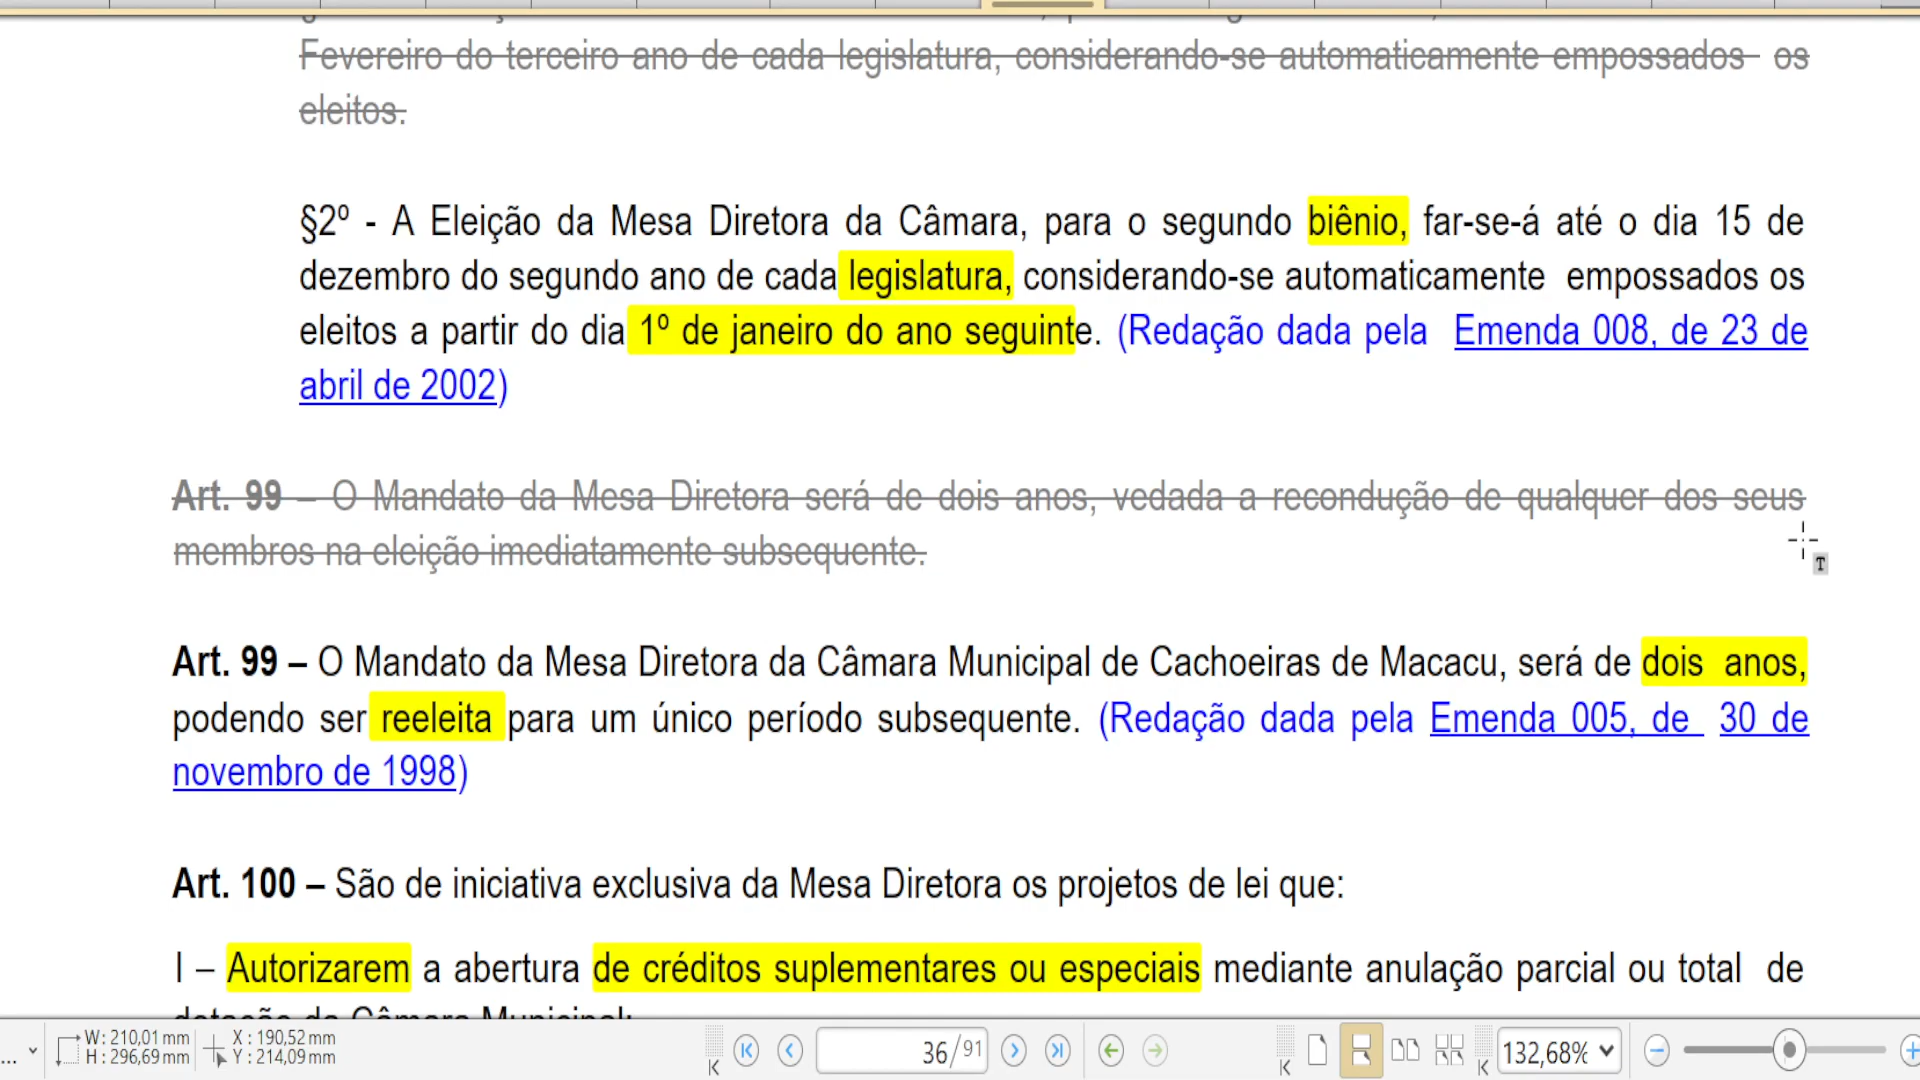 Fevereiro do terceiro ano de cada legislatura, considerando-se automaticamente empossados os
eleitos.
§2º - A Eleição da Mesa Diretora da Câmara, para o segundo biênio, far-se-á até o dia 15 de
dezembro do segundo ano de cada legislatura, considerando-se automaticamente empossados os
eleitos a partir do dia 1º de janeiro do ano seguinte. (Redação dada pela Emenda 008, de 23 de
abril de 2002)
Art. 99 – O Mandato da Mesa Diretora será de dois anos, vedada a recondução de qualquer dos seus
membros na eleição imediatamente subsequente.
Art. 99 – O Mandato da Mesa Diretora da Câmara Municipal de Cachoeiras de Macacu, será de dois anos,
podendo ser reeleita para um único período subsequente. (Redação dada pela Emenda 005, de 30 de
novembro de 1998)
Art. 100 – São de iniciativa exclusiva da Mesa Diretora os projetos de lei que:
I – Autorizarem a abertura de créditos suplementares ou especiais mediante anulação parcial ou total de
dotação da Câmara Municipal;
... W: 210,01 mm X : 190,52 mm
H : 296,69 mm Y : 214,09 mm
36/91
132,68%